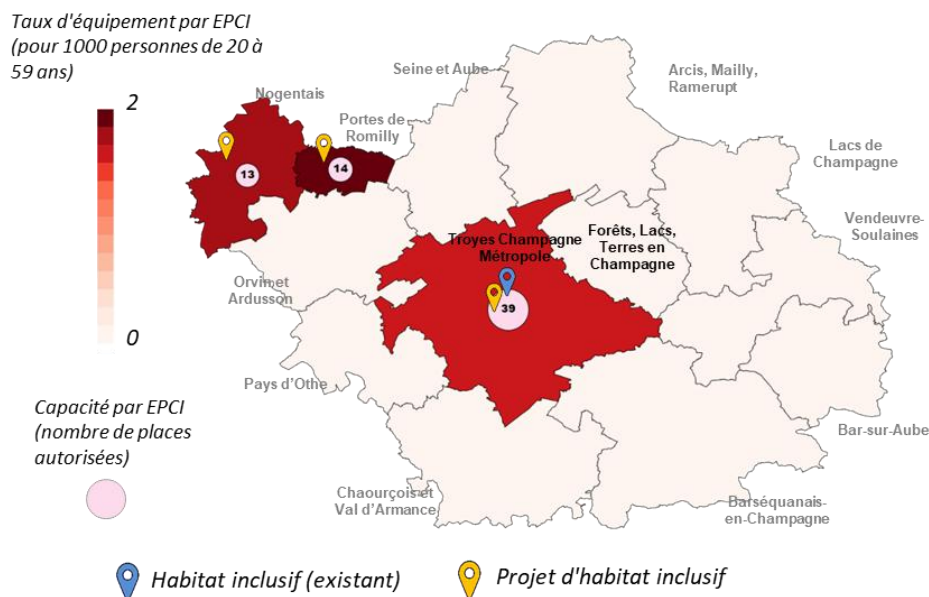 Taux d'équipement par EPCI
(pour 1000 personnes de 20 à
59 ans)
2
0
Seine et Aube
Arcis, Mailly,
Ramerupt
Nogentais
Portes de
Romilly
Lacs de
Champagne
13
14
Vendeuvre-
Soulaines
Troyes Champagne
Métropole
Forêts, Lacs,
Terres en
Champagne
Orvin et
Ardusson
39
Pays d'Othe
Capacité par EPCI
(nombre de places
autorisées)
Bar-sur-Aube
Chaourçois et
Val d'Armance
Barséquanais-
en-Champagne
Habitat inclusif (existant)
Projet d'habitat inclusif